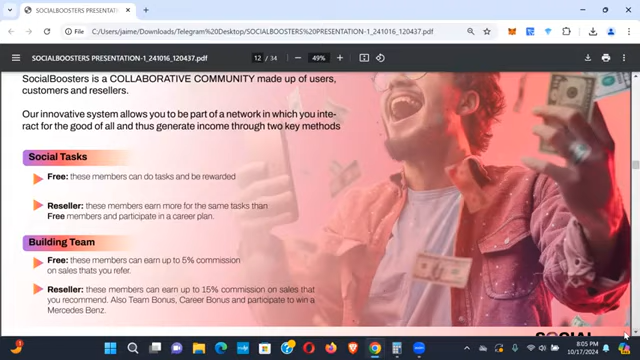 SOCIALBOOSTERS PRESENTATI
File
C:/Users/jaime/Downloads/Telegram%20Desktop/SOCIALBOOSTERS%20PRESENTATION-1_241016_120437.pdf
SOCIALBOOSTERS PRESENTATION-1_241016_120437.pdf
12 / 34
49%
SocialBoosters is a COLLABORATIVE COMMUNITY made up of users,
customers and resellers.
Our innovative system allows you to be part of a network in which you inte-
ract for the good of all and thus generate income through two key methods
Social Tasks
Free: these members can do tasks and be rewarded
Reseller: these members earn more for the same tasks than
Free members and participate in a career plan.
Building Team
Free: these members can earn up to 5% commission
on sales thats you refer.
Reseller: these members can earn up to 15% commission on sales that
you recommend. Also Team Bonus, Career Bonus and participate to win a
Mercedes Benz.
SOCIAL
8:05 PM
10/17/2024